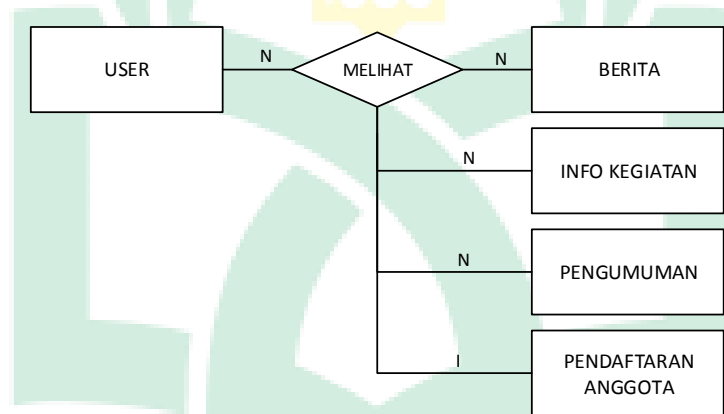 USER
N
MELIHAT
N
BERITA
N
INFO KEGIATAN
N
PENGUMUMAN
I
PENDAFTARAN
ANGGOTA